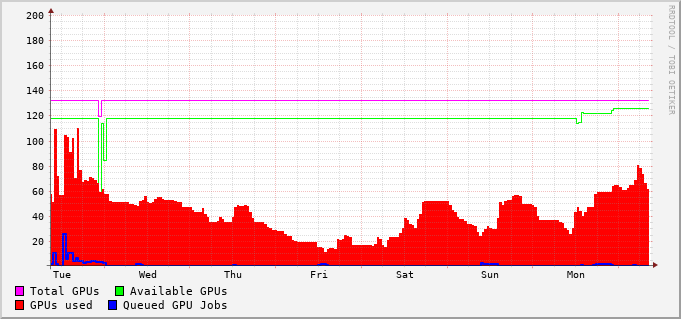 200
180
160
140
120
100
80
60
40
20
Tue Wed Thu Fri Sat Sun Mon
Total GPUs Available GPUs
GPUs used Queued GPU Jobs
RRDTOOL / TOBI OETIKER